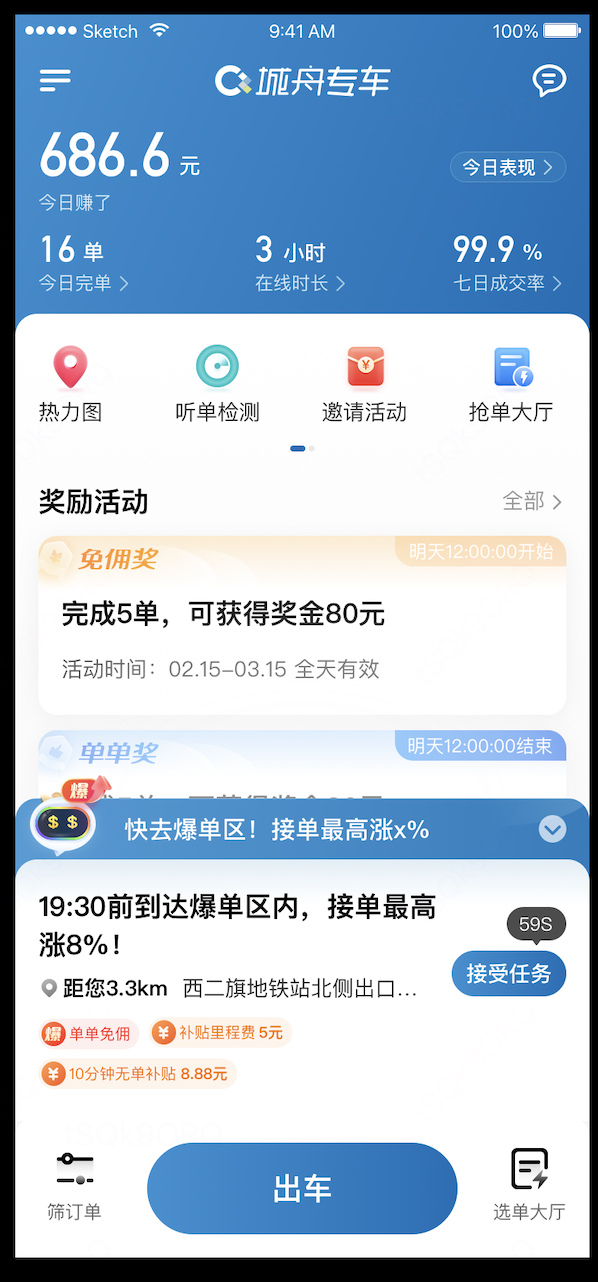 Sketch 9:41 AM 100%
城舟专车
686.6 元
今日表现
今日赚了
16 单 3 小时 99.9 %
今日完单 在线时长 七日成交率
热力图 听单检测 邀请活动 抢单大厅
奖励活动 全部
免佣奖 明天12:00:00开始
完成5单，可获得奖金80元
活动时间：02.15-03.15 全天有效
单单奖 明天12:00:00结束
爆
快去爆单区！接单最高涨x%
19:30前到达爆单区内，接单最高
涨8%！
59S
接受任务
距您3.3km 西二旗地铁站北侧出口...
爆 单单免佣 ¥ 补贴里程费 5元
¥ 10分钟无单补贴 8.88元
出车
筛订单 选单大厅